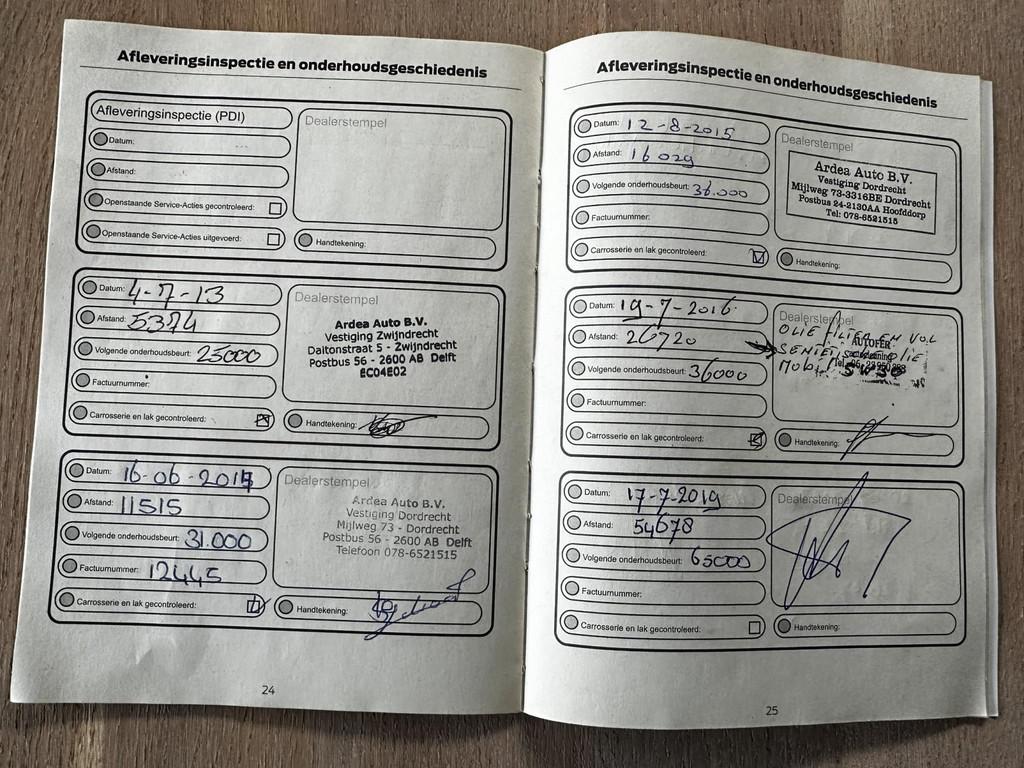 Afleveringsinspectie en onderhoudsgeschiedenis
Afleveringsinspectie (PDI)
Datum:
Afstand:
Openstaande Service-Acties gecontroleerd:
Openstaande Service-Acties uitgevoerd:
Dealerstempel
Handtekening:
Datum: 4-7-13
Afstand: 5374
Volgende onderhoudsbeurt: 25000
Factuurnummer:
Carrosserie en lak gecontroleerd:
Dealerstempel
Ardea Auto B.V.
Vestiging Zwijndrecht
Daltonstraat 5 - Zwijndrecht
Postbus 56 - 2600 AB Delft
EC04E02
Handtekening:
Datum: 16-06-2014
Afstand: 11515
Volgende onderhoudsbeurt: 31.000
Factuurnummer: 12445
Carrosserie en lak gecontroleerd:
Dealerstempel
Ardea Auto B.V.
Vestiging Dordrecht
Mijlweg 73 - Dordrecht
Postbus 56 - 2600 AB Delft
Telefoon 078-6521515
Handtekening:
24
Afleveringsinspectie en onderhoudsgeschiedenis
Datum: 12-8-2015
Afstand: 16029
Volgende onderhoudsbeurt: 36.000
Factuurnummer:
Carrosserie en lak gecontroleerd:
Dealerstempel
Ardea Auto B.V.
Vestiging Dordrecht
Mijlweg 73-3316BE Dordrecht
Postbus 24-2130AA Hoofddorp
Tel: 078-6521515
Handtekening:
Datum: 19-7-2016
Afstand: 26720
Volgende onderhoudsbeurt: 36000
Factuurnummer:
Carrosserie en lak gecontroleerd:
Dealerstempel
OLIE FILTER EN VOL
AUTOFER
OLIE
Handtekening:
Datum: 17-7-2019
Afstand: 54678
Volgende onderhoudsbeurt: 65000
Factuurnummer:
Carrosserie en lak gecontroleerd:
Dealerstempel
Handtekening:
25